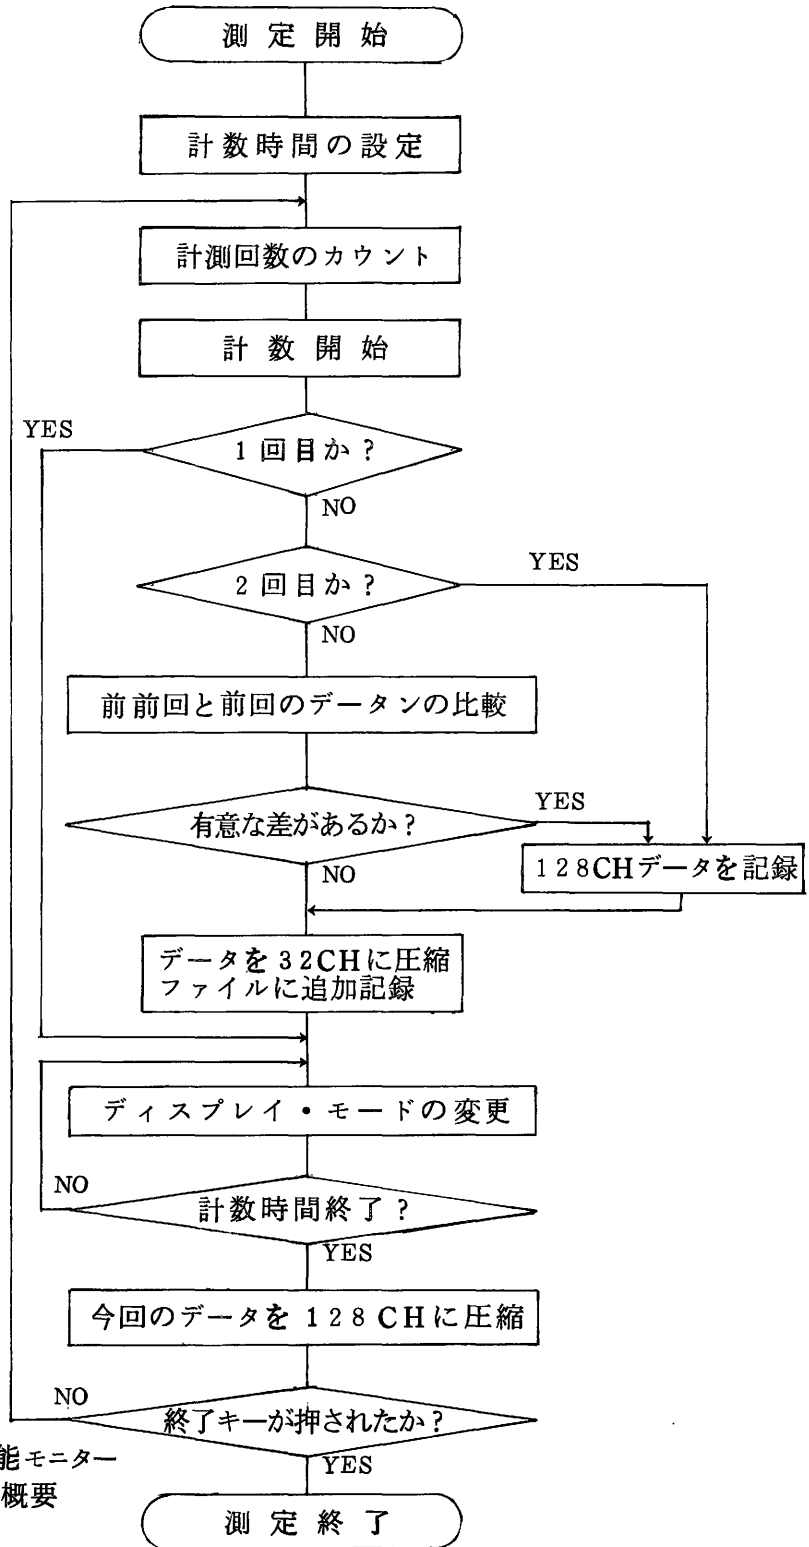 測定開始
計数時間の設定
計測回数のカウント
計数開始
YES
1回目か?
NO
2回目か?
YES
NO
前前回と前回のデータンの比較
有意な差があるか?
YES
NO
128CHデータを記録
データを32CHに圧縮
ファイルに追加記録
ディスプレイ・モードの変更
NO
計数時間終了?
YES
今回のデータを128CHに圧縮
NO
終了キーが押されたか?
YES
能モニター
概要
測定終了